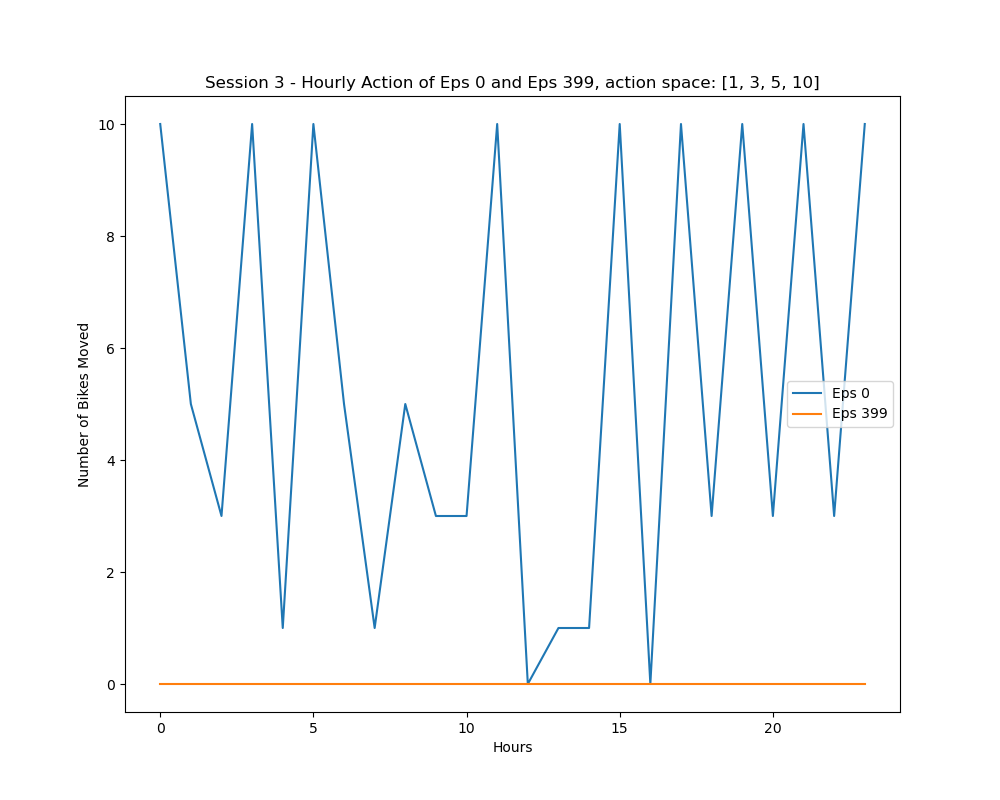 Session 3 - Hourly Action of Eps 0 and Eps 399, action space: [1, 3, 5, 10]
Number of Bikes Moved
10
8
6
4
2
0
Eps 0
Eps 399
0 5 10 15 20
Hours